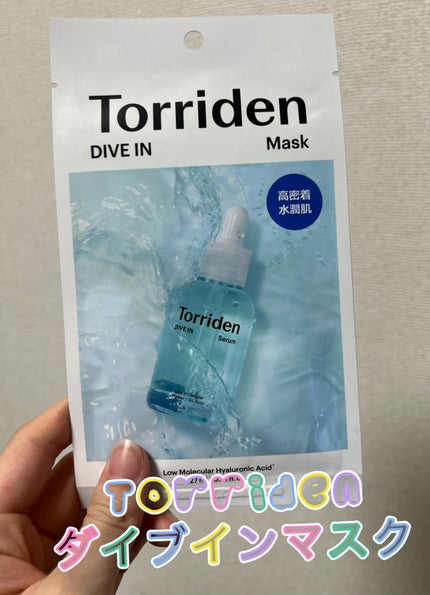 Torriden
DIVE IN Mask
高密着
水潤肌
Torriden
DIVE IN Serum
Low Molecular Hyaluronic Acid
Torriden
ダイブインマスク